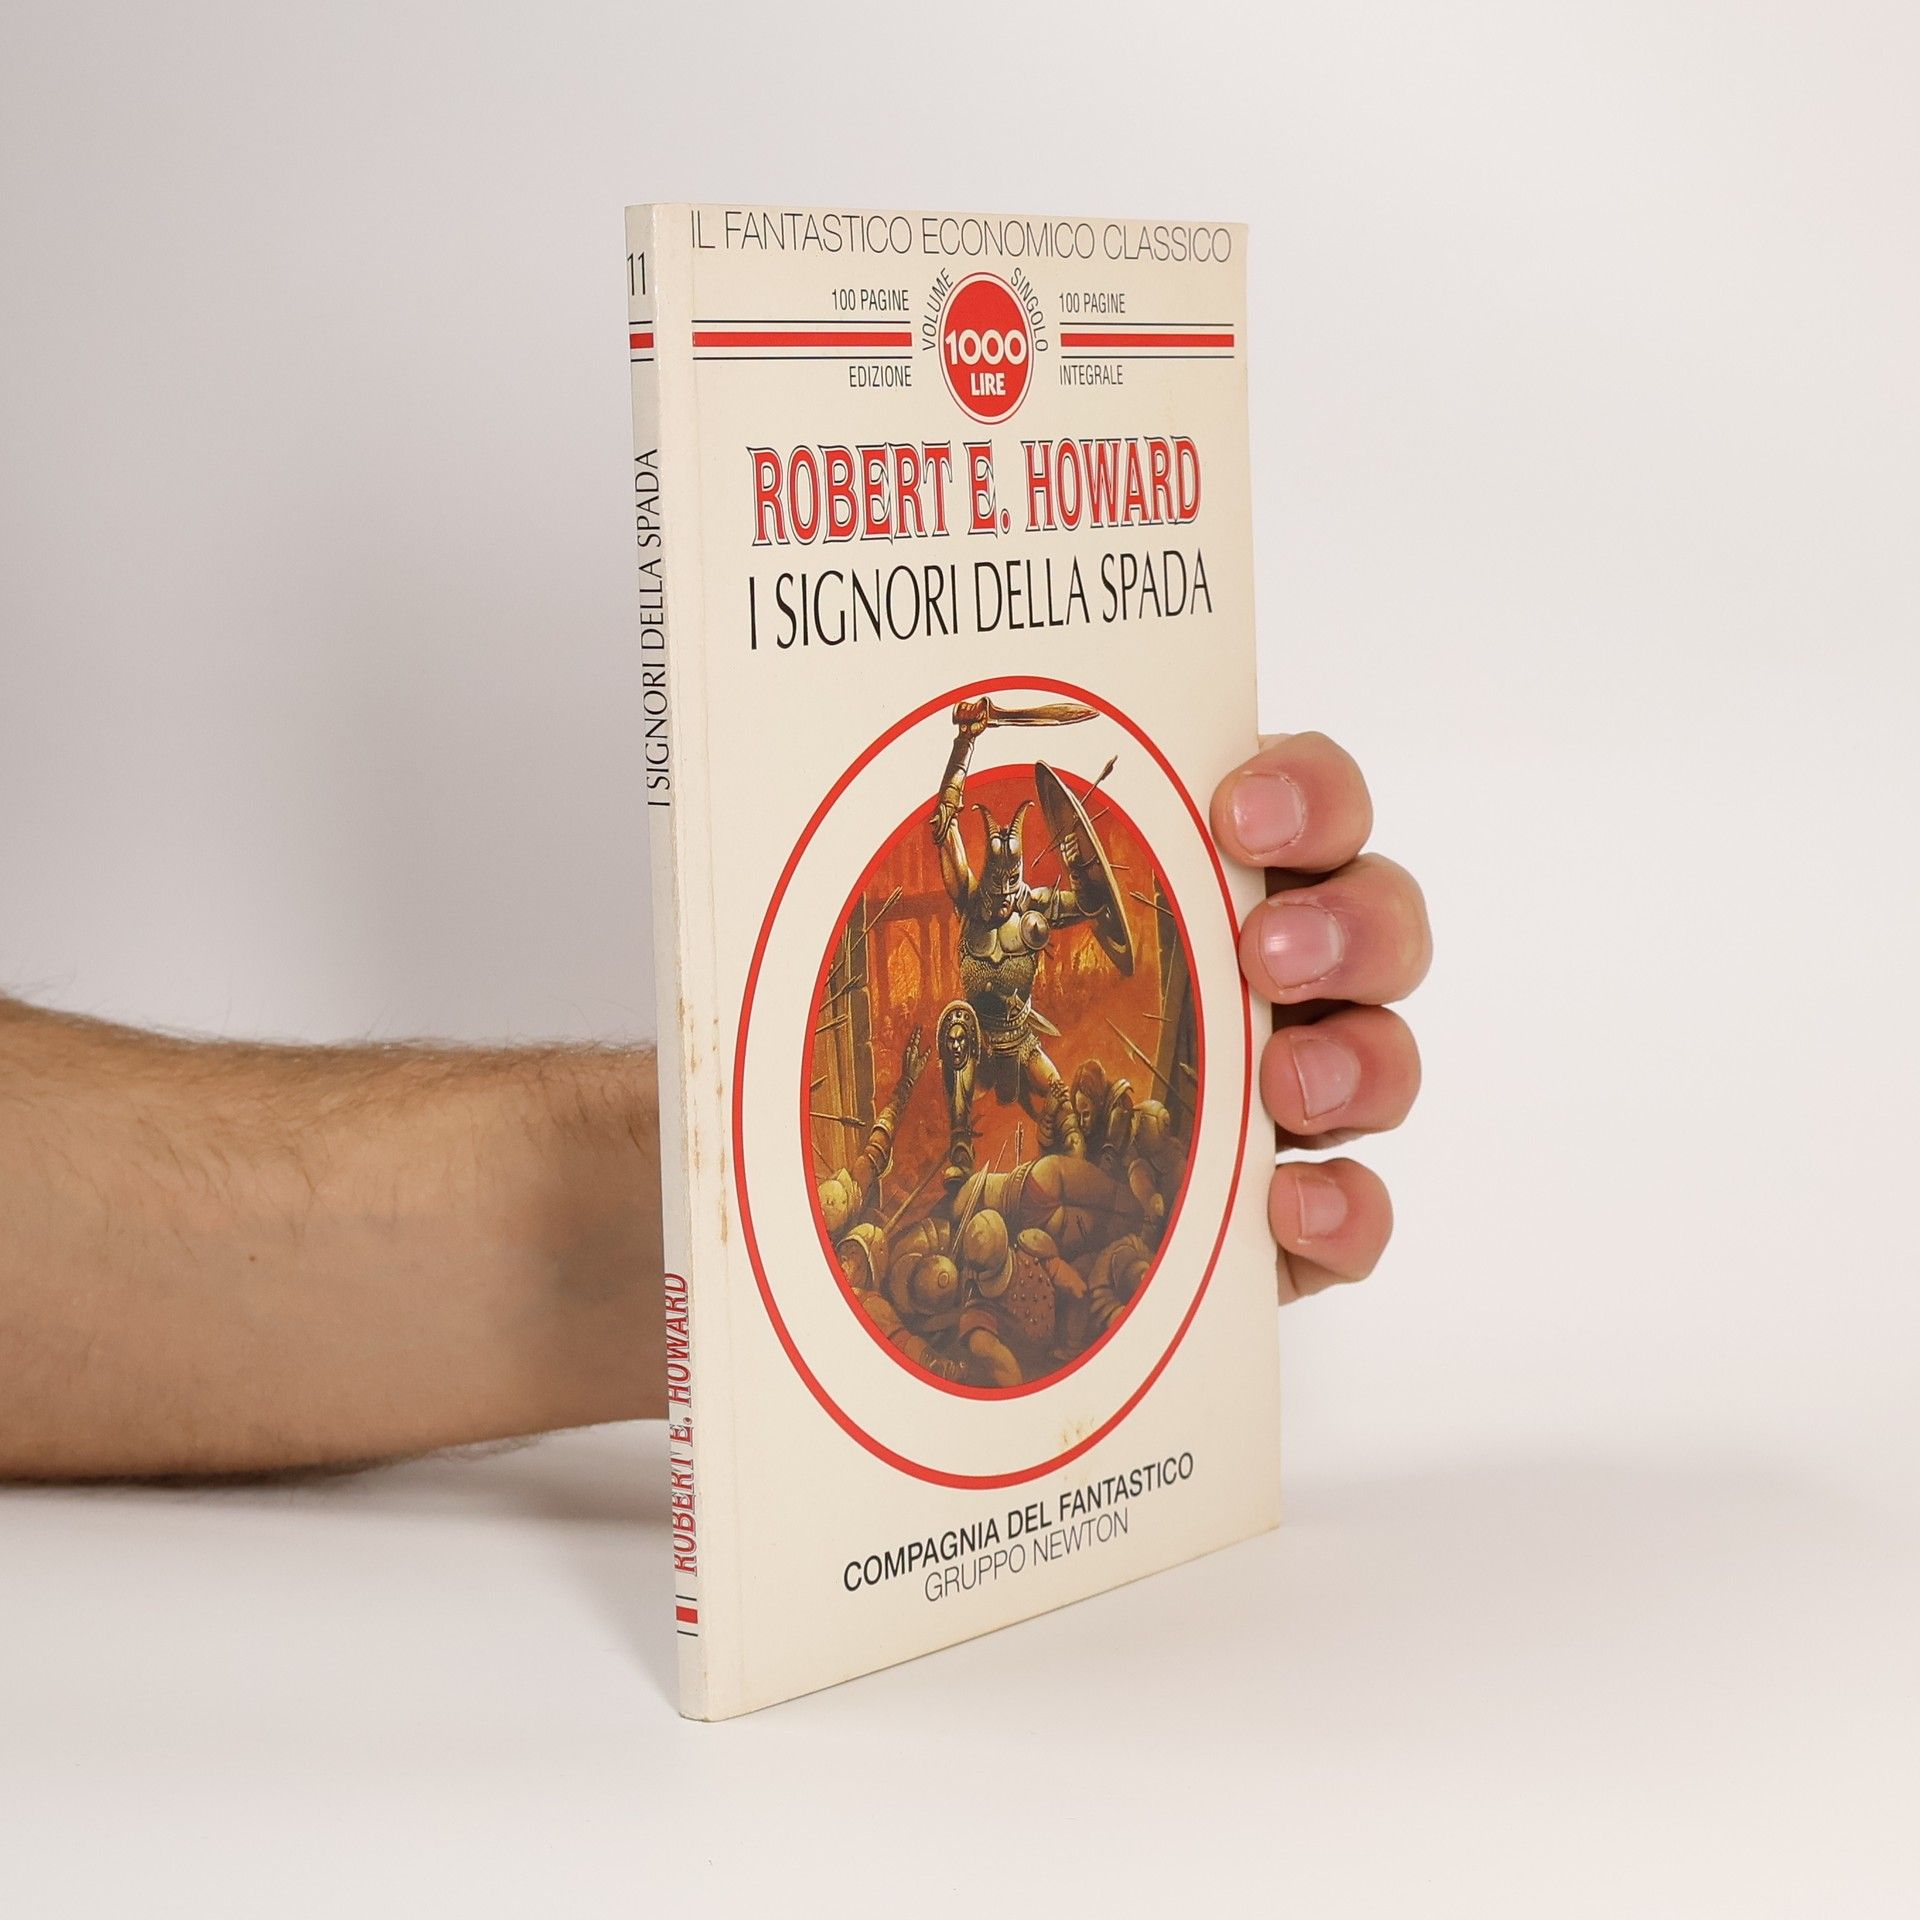 IL FANTASTICO ECONOMICO CLASSICO
100 PAGINE
VOLUME SINGOLO
100 PAGINE
1000
LIRE
EDIZIONE
INTEGRALE
ROBERT E. HOWARD
I SIGNORI DELLA SPADA
COMPAGNIA DEL FANTASTICO
GRUPPO NEWTON
11
I SIGNORI DELLA SPADA
ROBERT E. HOWARD